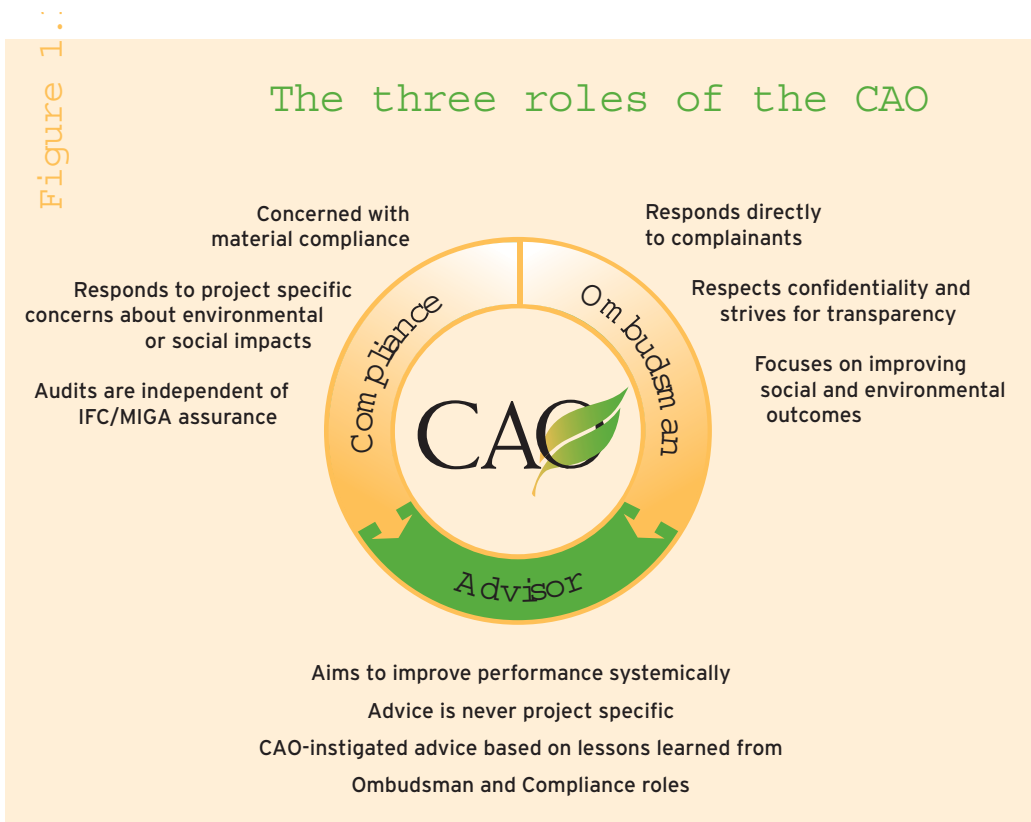 Figure 1.
The three roles of the CAO
Concerned with
material compliance
Responds to project specific
concerns about environmental
or social impacts
Audits are independent of
IFC/MIGA assurance
Responds directly
to complainants
Respects confidentiality and
strives for transparency
Focuses on improving
social and environmental
outcomes
Compliance
Ombudsman
CAO
Advisor
Aims to improve performance systemically
Advice is never project specific
CAO-instigated advice based on lessons learned from
Ombudsman and Compliance roles